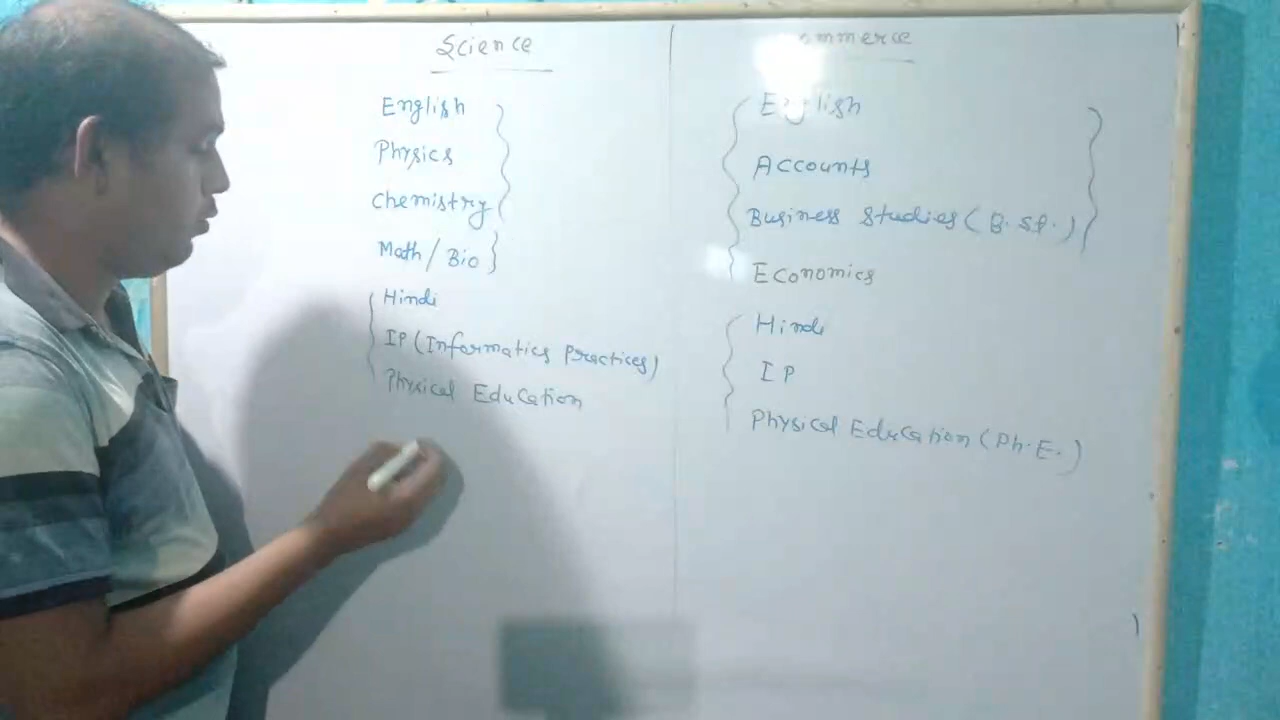 Science
English
Physics
Chemistry
Math / Bio
Hindi
IP (Informatics Practices)
Physical Education
ommerce
English
Accounts
Business Studies (B. St.)
Economics
Hindi
IP
Physical Education (Ph. E.)